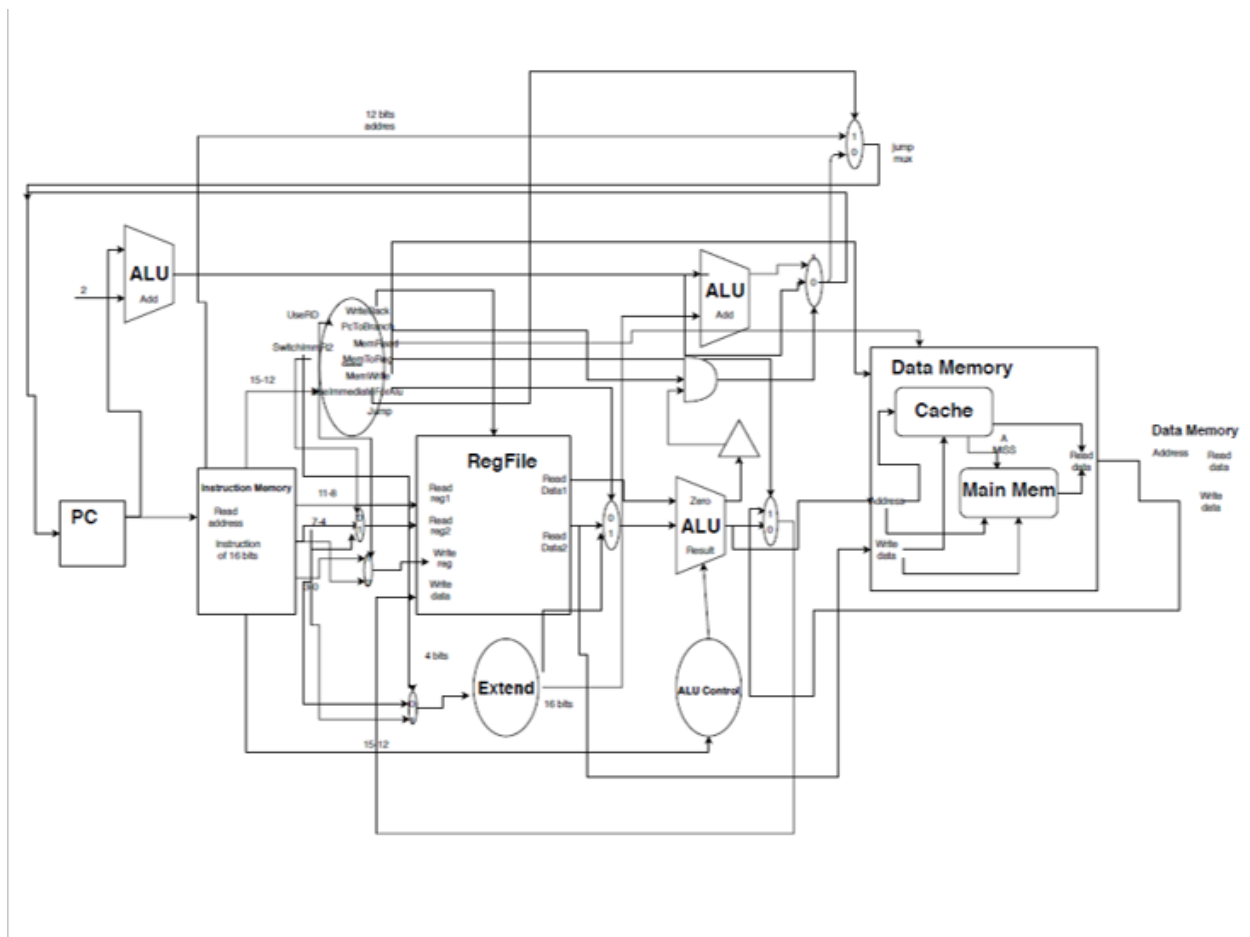 12 bits
addres
1
0
jump
mux
ALU
Add
2
ALU
Add
0
UseRD
WriteBack
PcToBranch
MemToReg
MemWrite
Jump
15-12
Data Memory
Cache
A
MISS
Main Mem
Read
data
Address
Write
data
Data Memory
Address
Read
data
Write
data
RegFile
Read
reg1
Read
reg2
Write
reg
Write
data
Read
Data1
Read
Data2
0
1
Zero
ALU
Result
1
0
PC
Instruction Memory
Read
address
Instruction
of 16 bits
7-4
4 bits
Extend
16 bits
ALU Control
15-12